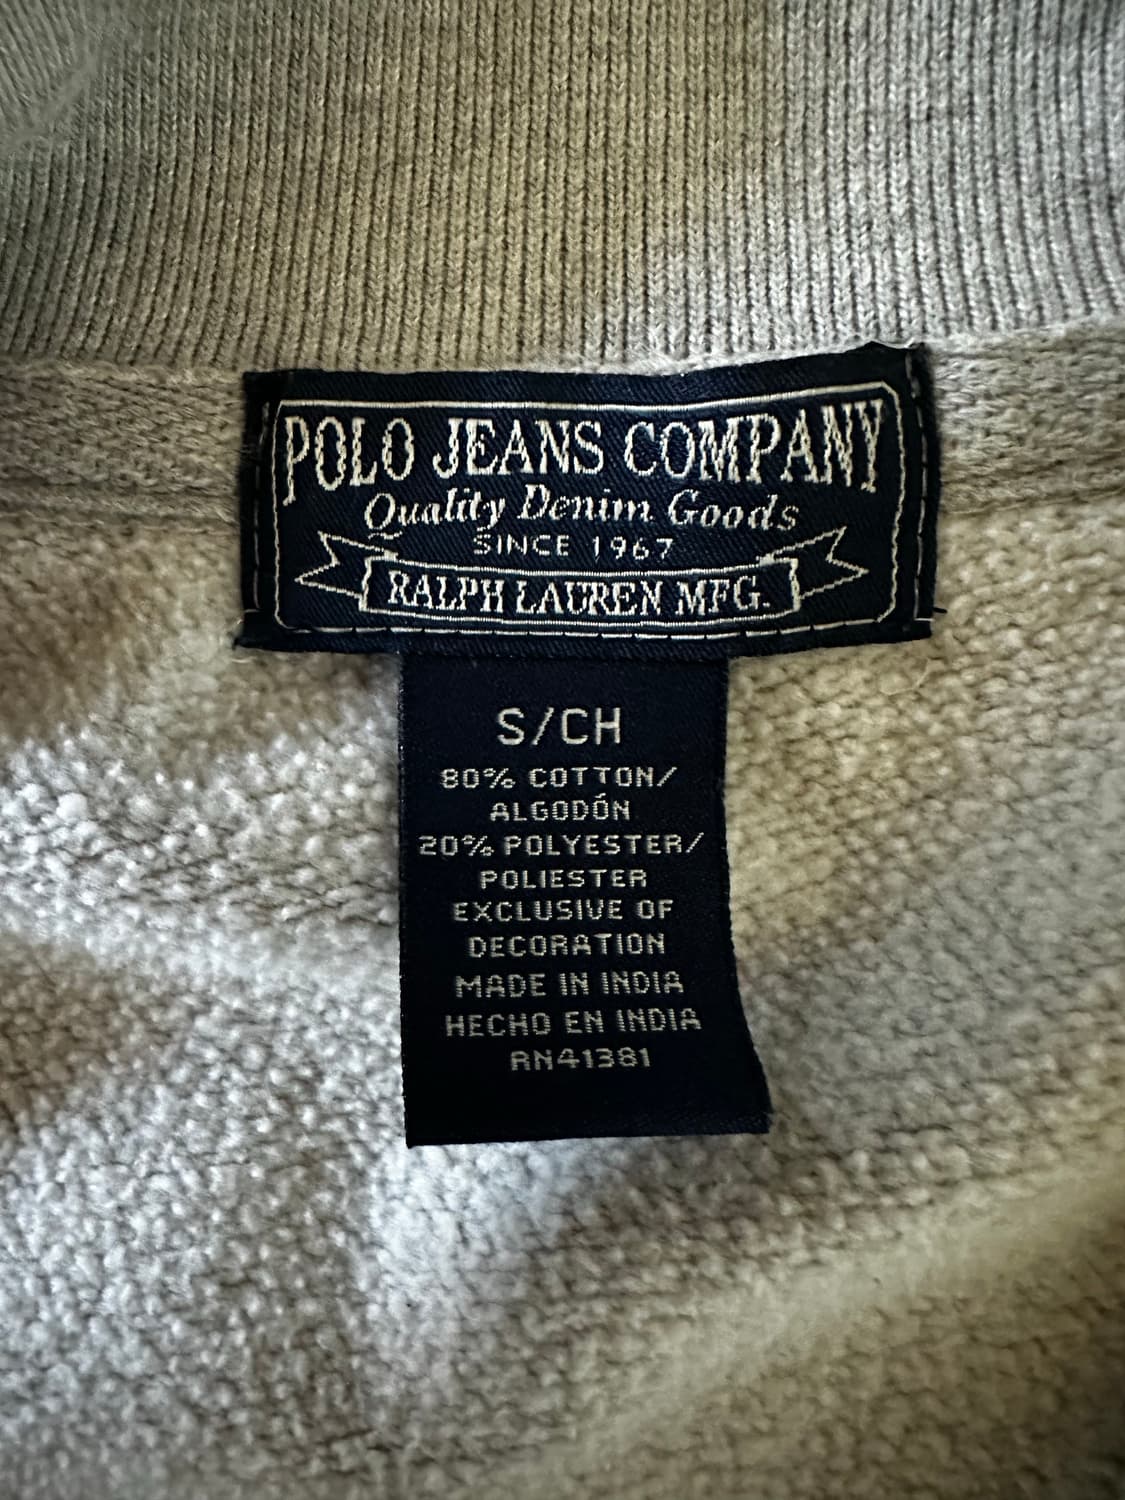 POLO JEANS COMPANY
Quality Denim Goods
SINCE 1967
RALPH LAUREN MFG.
S/CH
80% COTTON/
ALGODÓN
20% POLYESTER/
POLIESTER
EXCLUSIVE OF
DECORATION
MADE IN INDIA
HECHO EN INDIA
RN41381